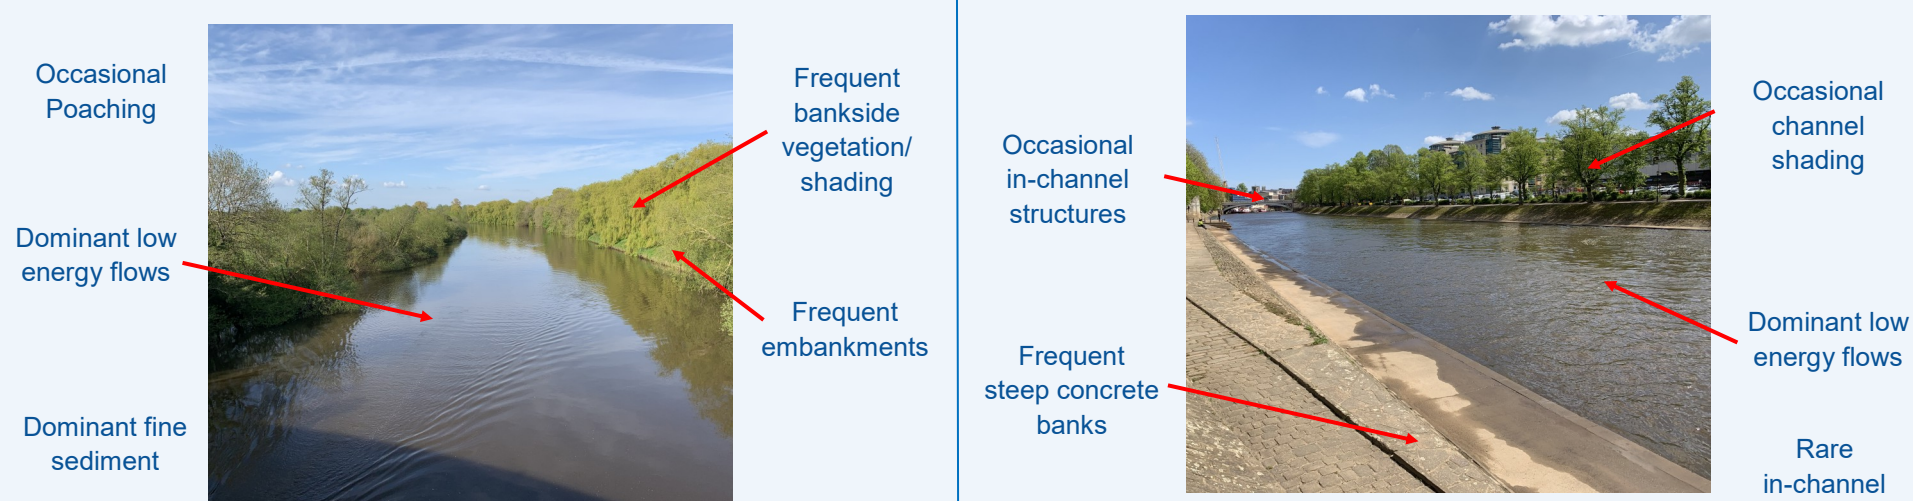 Occasional
Poaching
Dominant low
energy flows
Dominant fine
sediment
Frequent
bankside
vegetation/
shading
Frequent
embankments
Occasional
in-channel
structures
Frequent
steep concrete
banks
Occasional
channel
shading
Dominant low
energy flows
Rare
in-channel